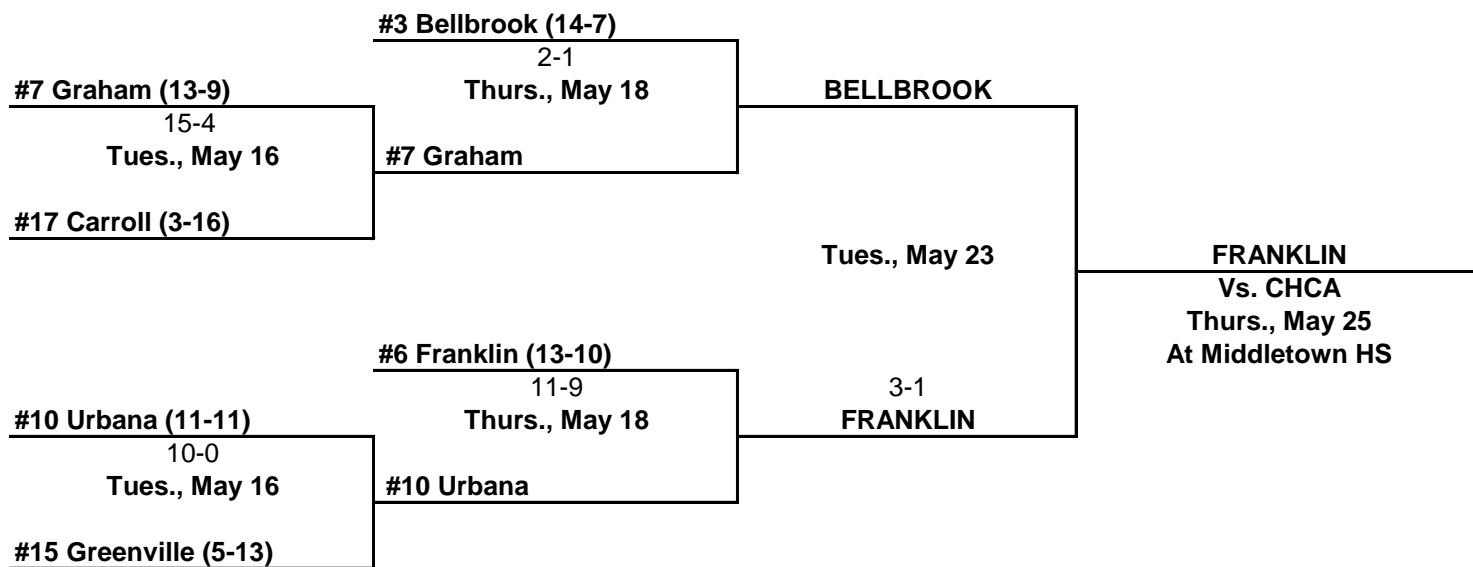 #3 Bellbrook (14-7)
2-1
#7 Graham (13-9)
Thurs., May 18
BELLBROOK
15-4
Tues., May 16
#7 Graham
#17 Carroll (3-16)
Tues., May 23
FRANKLIN
Vs. CHCA
Thurs., May 25
At Middletown HS
#6 Franklin (13-10)
11-9
3-1
#10 Urbana (11-11)
Thurs., May 18
FRANKLIN
10-0
Tues., May 16
#10 Urbana
#15 Greenville (5-13)